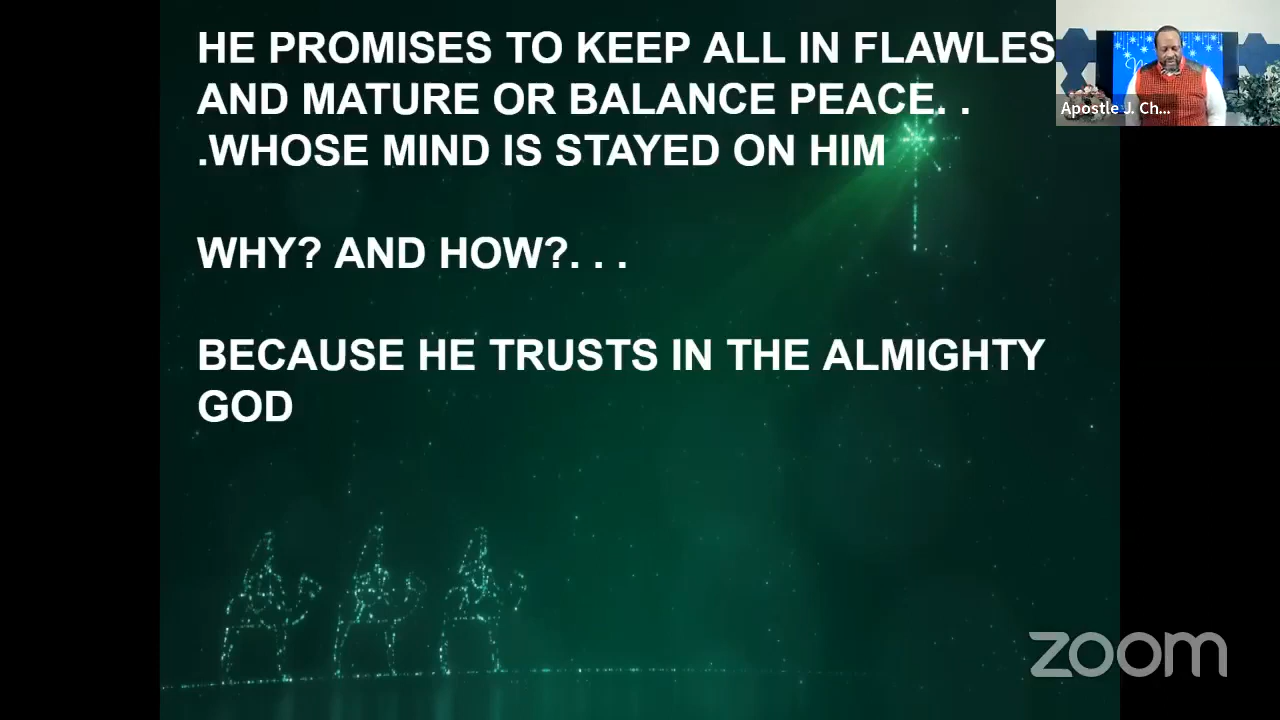 HE PROMISES TO KEEP ALL IN FLAWLES
AND MATURE OR BALANCE PEACE. .
.WHOSE MIND IS STAYED ON HIM
WHY? AND HOW?. . .
BECAUSE HE TRUSTS IN THE ALMIGHTY
GOD
Apostle J. Ch...
zoom